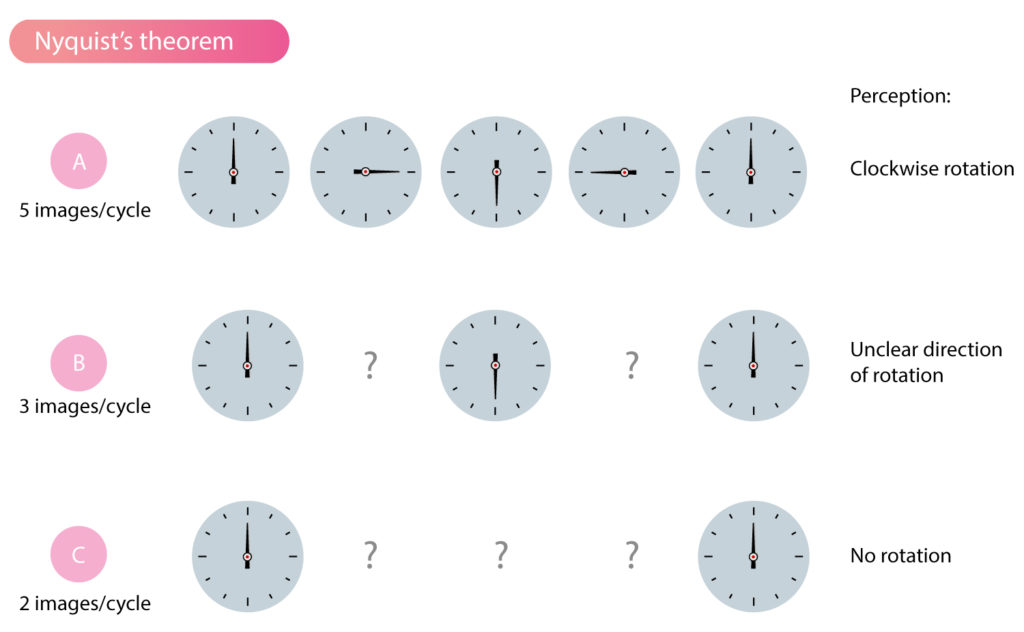 Nyquist's theorem
Perception:
A
5 images/cycle
Clockwise rotation
B
3 images/cycle
?
?
Unclear direction
of rotation
C
2 images/cycle
?
?
?
No rotation